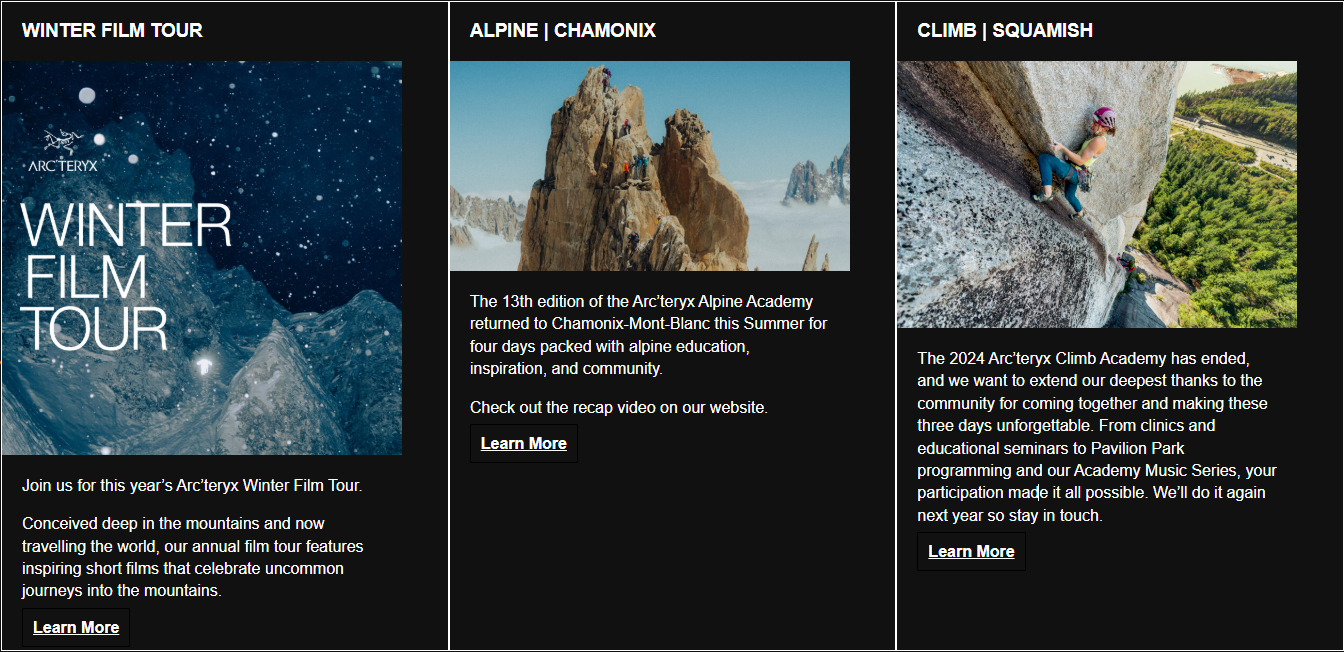 WINTER FILM TOUR
ARC'TERYX
WINTER
FILM
TOUR
Join us for this year’s Arc’teryx Winter Film Tour.
Conceived deep in the mountains and now
travelling the world, our annual film tour features
inspiring short films that celebrate uncommon
journeys into the mountains.
Learn More
ALPINE | CHAMONIX
The 13th edition of the Arc’teryx Alpine Academy
returned to Chamonix-Mont-Blanc this Summer for
four days packed with alpine education,
inspiration, and community.
Check out the recap video on our website.
Learn More
CLIMB | SQUAMISH
The 2024 Arc’teryx Climb Academy has ended,
and we want to extend our deepest thanks to the
community for coming together and making these
three days unforgettable. From clinics and
educational seminars to Pavilion Park
programming and our Academy Music Series, your
participation made it all possible. We’ll do it again
next year so stay in touch.
Learn More